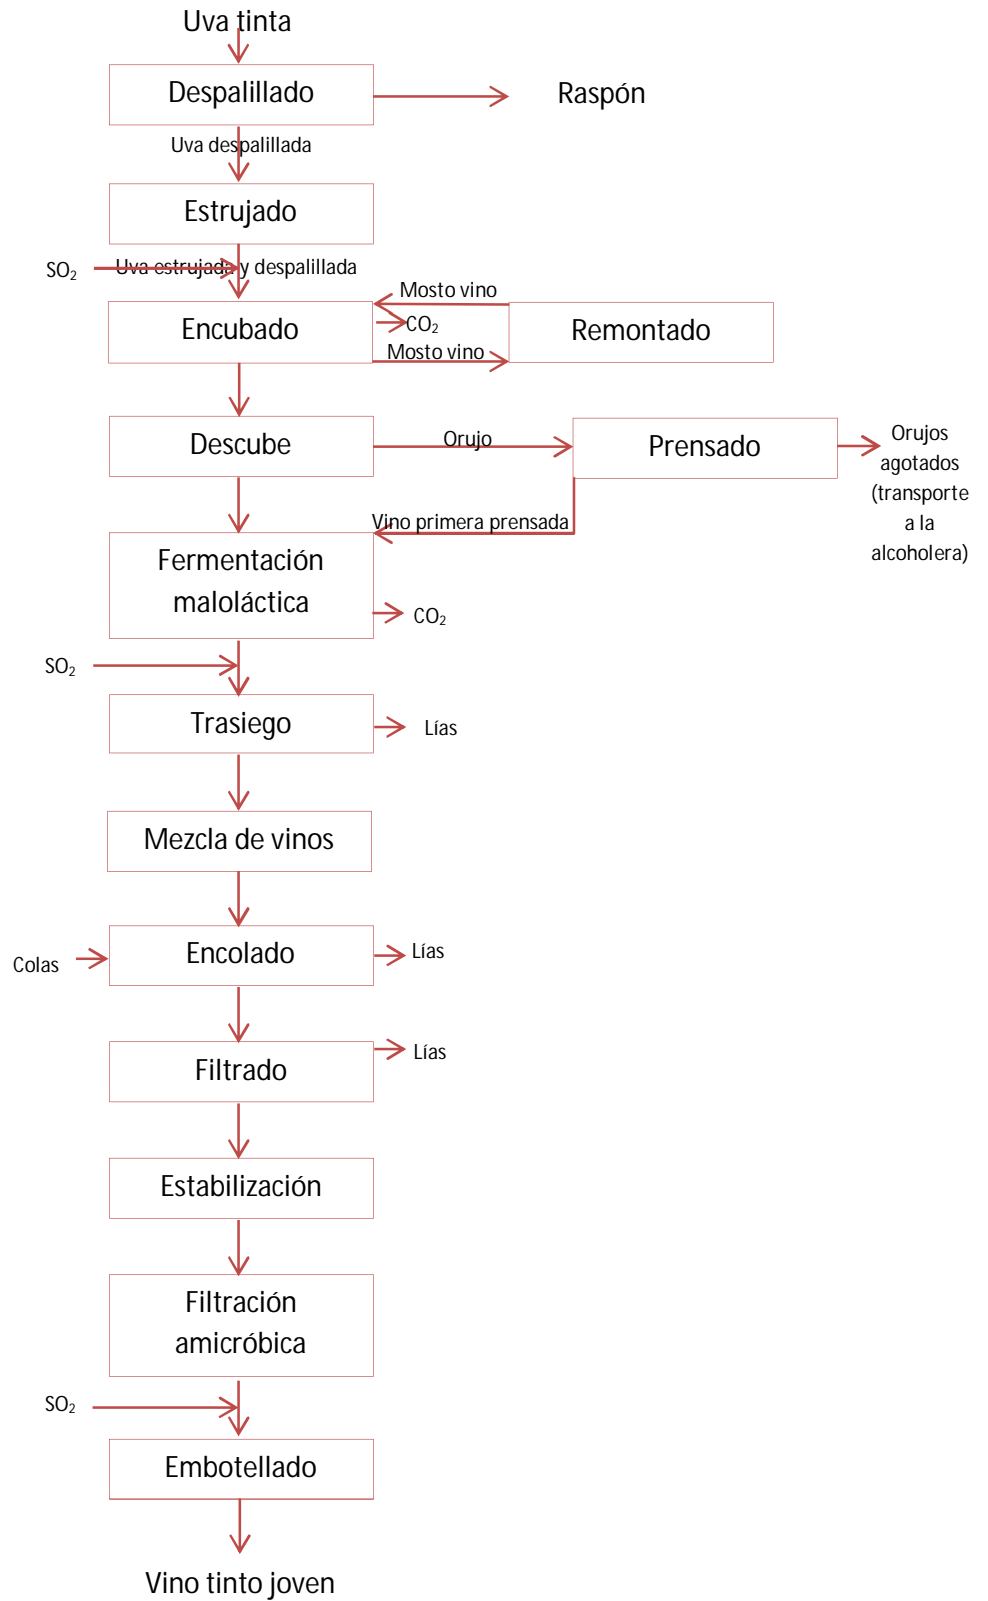 Uva tinta
Despalillado
Raspón
Uva despalillada
Estrujado
SO₂
Uva estrujada y despalillada
Mosto vino
Encubado
CO₂
Remontado
Mosto vino
Descube
Orujo
Prensado
Orujos
agotados
(transporte
a la
alcoholera)
Vino primera prensada
Fermentación
maloláctica
CO₂
SO₂
Trasiego
Lías
Mezcla de vinos
Colas
Encolado
Lías
Filtrado
Lías
Estabilización
Filtración
amicróbica
SO₂
Embotellado
Vino tinto joven